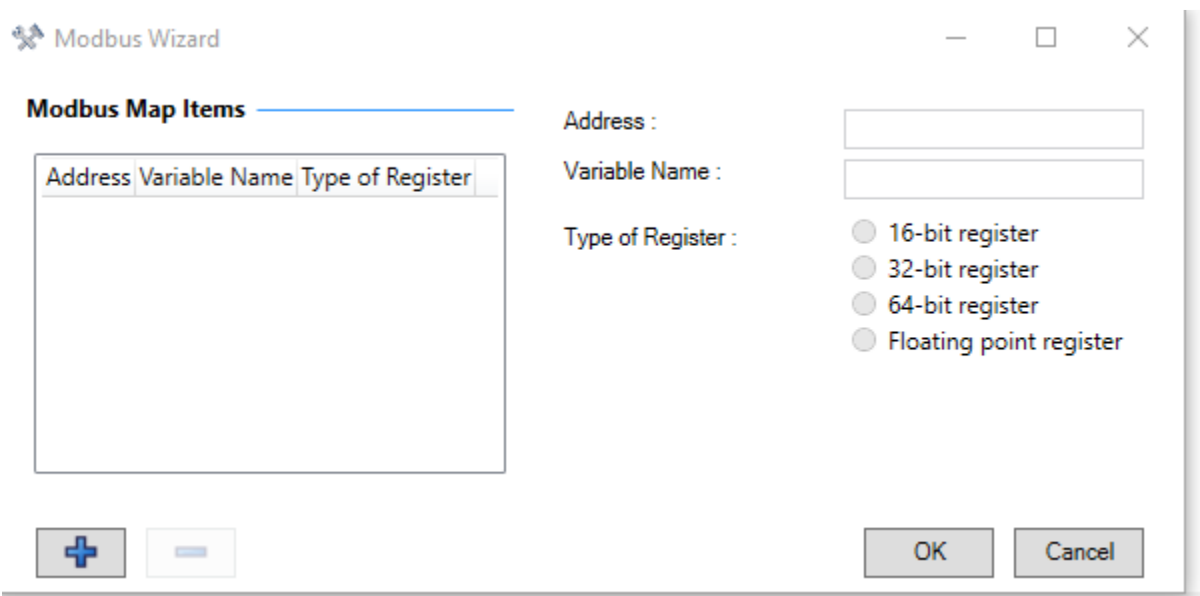 Modbus Wizard
Modbus Map Items
Address Variable Name Type of Register
Address :
Variable Name :
Type of Register :
16-bit register
32-bit register
64-bit register
Floating point register
OK
Cancel